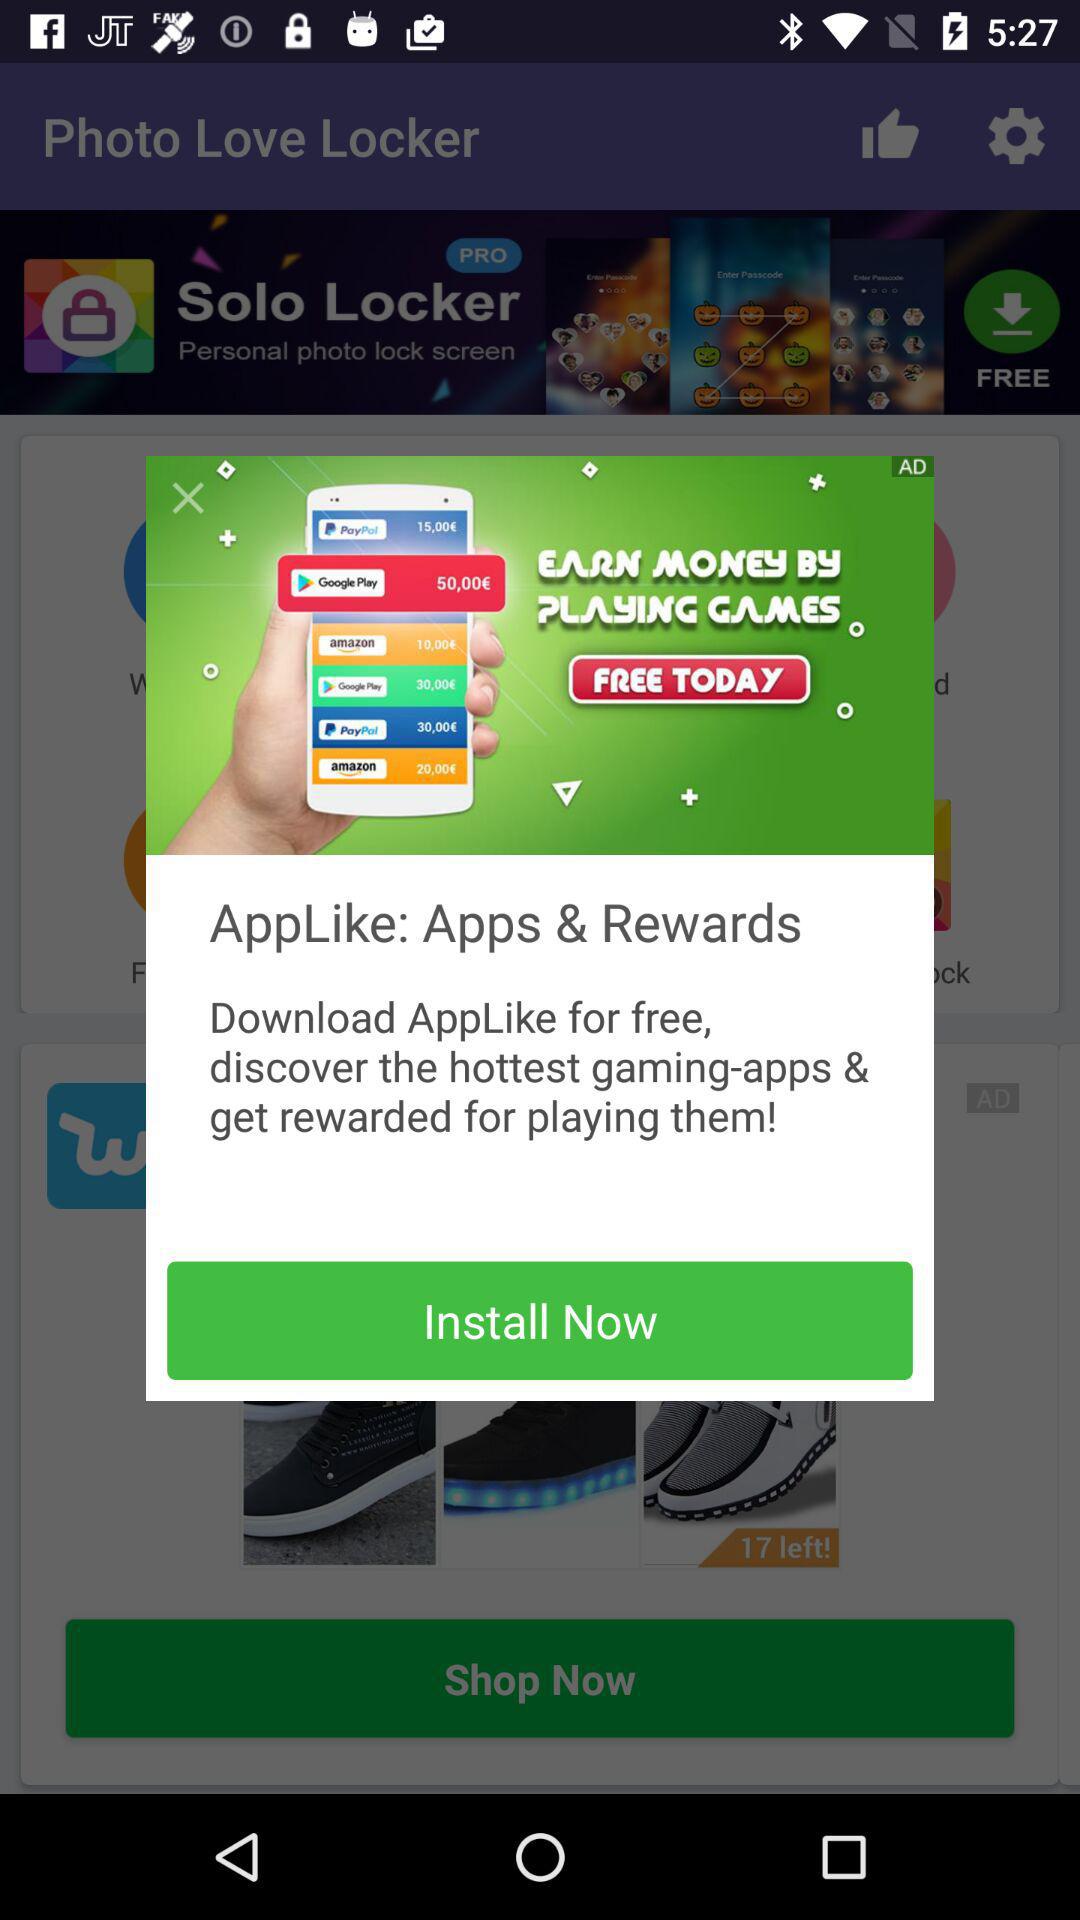 FAK
JT
5:27
Photo Love Locker
PRO
Solo Locker
Personal photo lock screen
Enter Passcode
Enter Passcode
Enter Passcode
FREE
AD
PayPal 15,00€
Google Play 50,00€
amazon 10,00€
Google Play 30,00€
PayPal 30,00€
amazon 20,00€
EARN MONEY BY
PLAYING GAMES
FREE TODAY
AppLike: Apps & Rewards
Download AppLike for free,
discover the hottest gaming-apps &
get rewarded for playing them!
Install Now
AD
17 left!
Shop Now